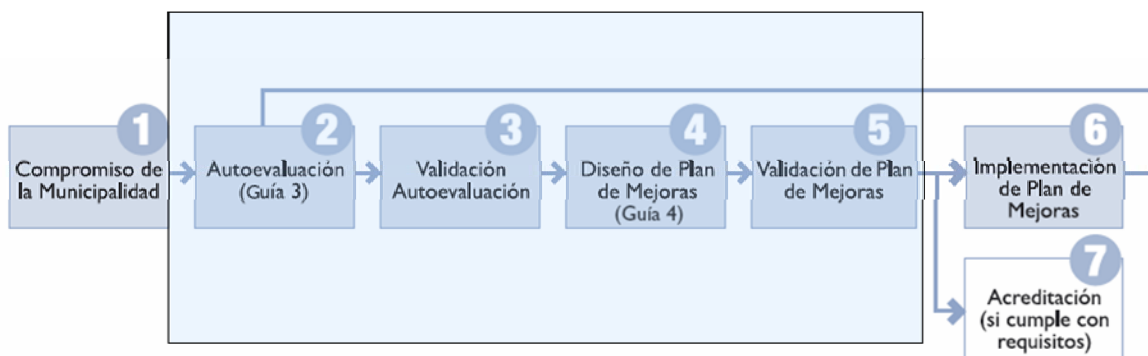 1
Compromiso de
la Municipalidad
2
Autoevaluación
(Guía 3)
3
Validación
Autoevaluación
4
Diseño de Plan
de Mejoras
(Guía 4)
5
Validación de Plan
de Mejoras
6
Implementación
de Plan de
Mejoras
7
Acreditación
(si cumple con
requisitos)